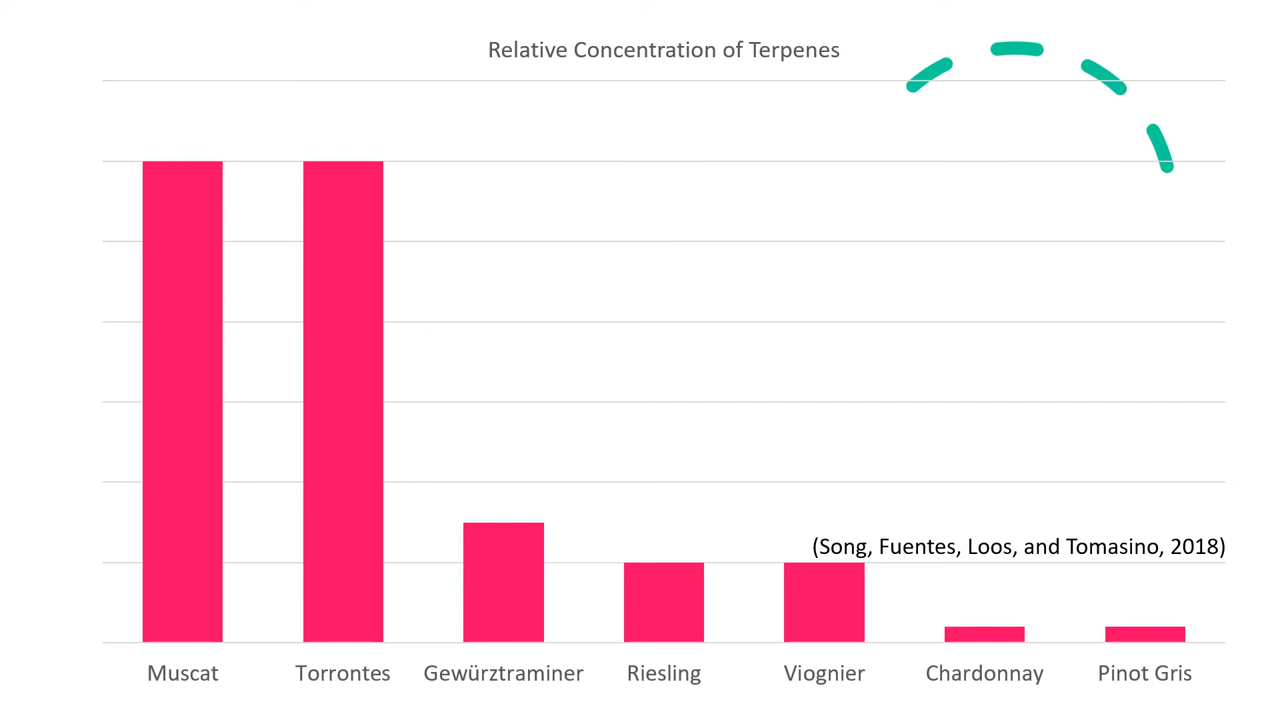 Relative Concentration of Terpenes
(Song, Fuentes, Loos, and Tomasino, 2018)
Muscat Torrontes Gewürztraminer Riesling Viognier Chardonnay Pinot Gris